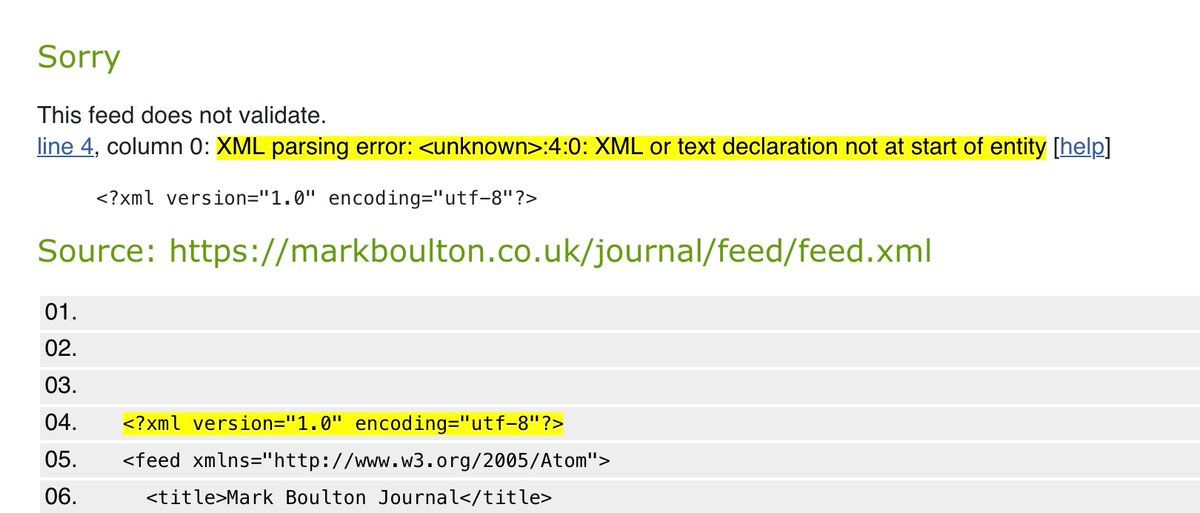 Sorry
This feed does not validate.
line 4, column 0: XML parsing error: <unknown>:4:0: XML or text declaration not at start of entity [help]
<?xml version="1.0" encoding="utf-8"?>
Source: https://markboulton.co.uk/journal/feed/feed.xml
01.
02.
03.
04. <?xml version="1.0" encoding="utf-8"?>
05. <feed xmlns="http://www.w3.org/2005/Atom">
06. <title>Mark Boulton Journal</title>